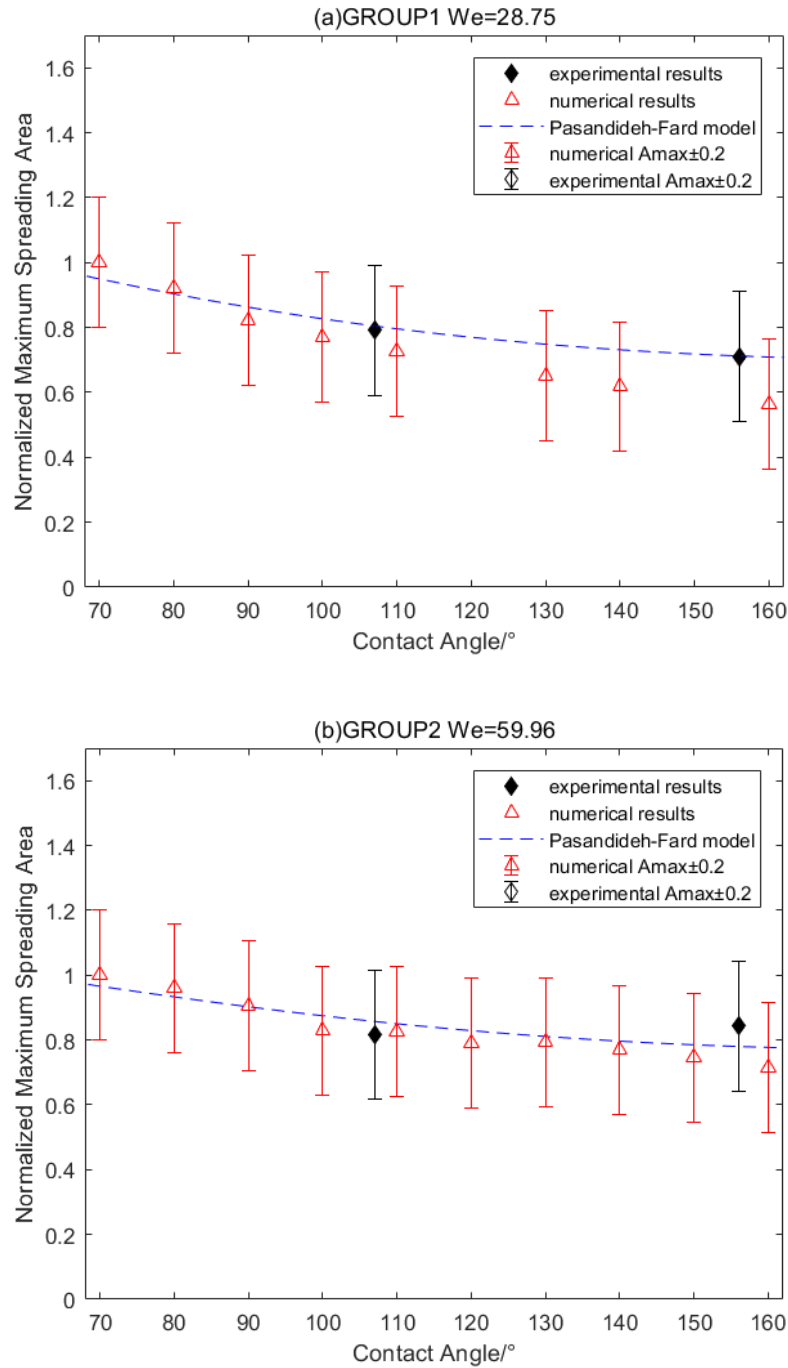 (a)GROUP1 We=28.75
Normalized Maximum Spreading Area
1.6
1.4
1.2
1
0.8
0.6
0.4
0.2
0
experimental results
numerical results
Pasandideh-Fard model
numerical Amax±0.2
experimental Amax±0.2
70 80 90 100 110 120 130 140 150 160
Contact Angle/°
(b)GROUP2 We=59.96
Normalized Maximum Spreading Area
1.6
1.4
1.2
1
0.8
0.6
0.4
0.2
0
experimental results
numerical results
Pasandideh-Fard model
numerical Amax±0.2
experimental Amax±0.2
70 80 90 100 110 120 130 140 150 160
Contact Angle/°